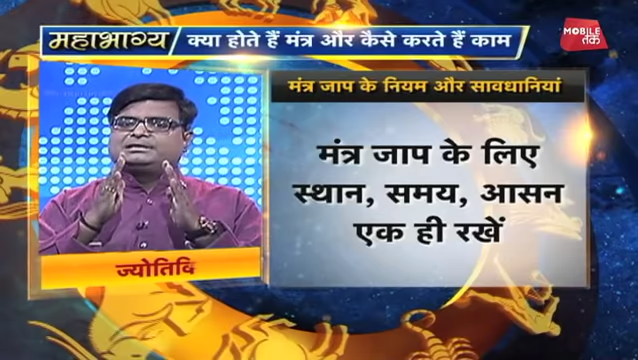 महाभाग्य क्या होते हैं मंत्र और कैसे करते हैं काम
MOBILE
तक
मंत्र जाप के नियम और सावधानियां
मंत्र जाप के लिए
स्थान, समय, आसन
एक ही रखें
ज्योतिवि